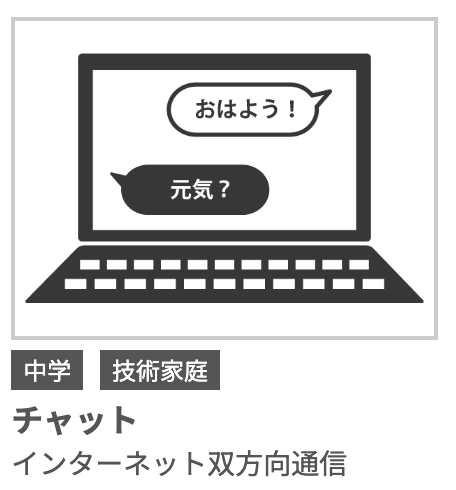 おはよう！
元気？
中学 技術家庭
チャット
インターネット双方向通信